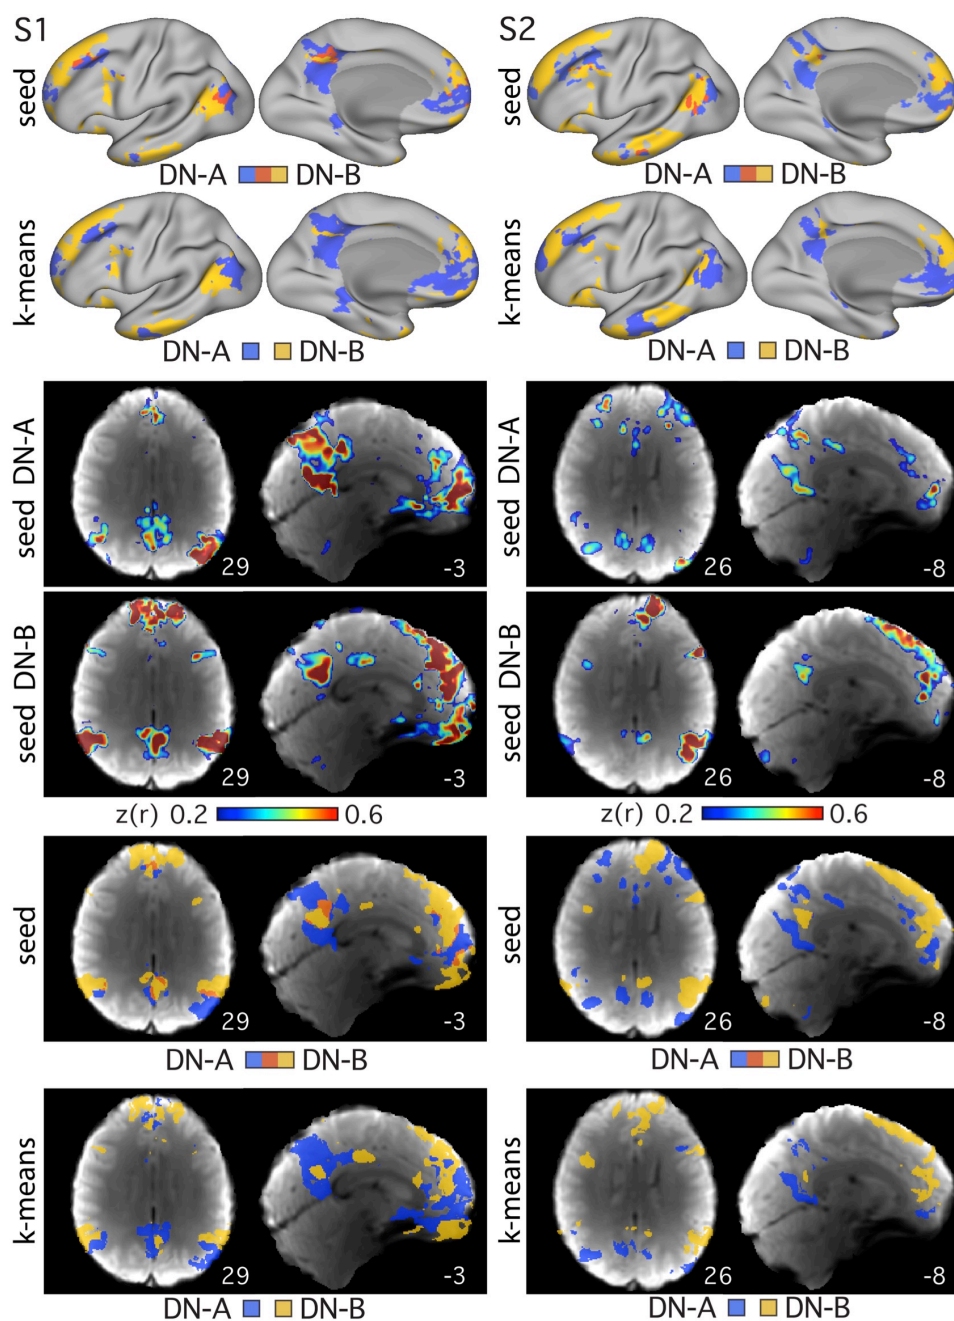 S1 S2
seed seed
DN-A DN-B DN-A DN-B
k-means k-means
DN-A DN-B DN-A DN-B
seed DN-A seed DN-A
29 -3 26 -8
seed DN-B seed DN-B
29 -3 26 -8
z(r) 0.2 0.6 z(r) 0.2 0.6
seed seed
29 -3 26 -8
DN-A DN-B DN-A DN-B
k-means k-means
29 -3 26 -8
DN-A DN-B DN-A DN-B